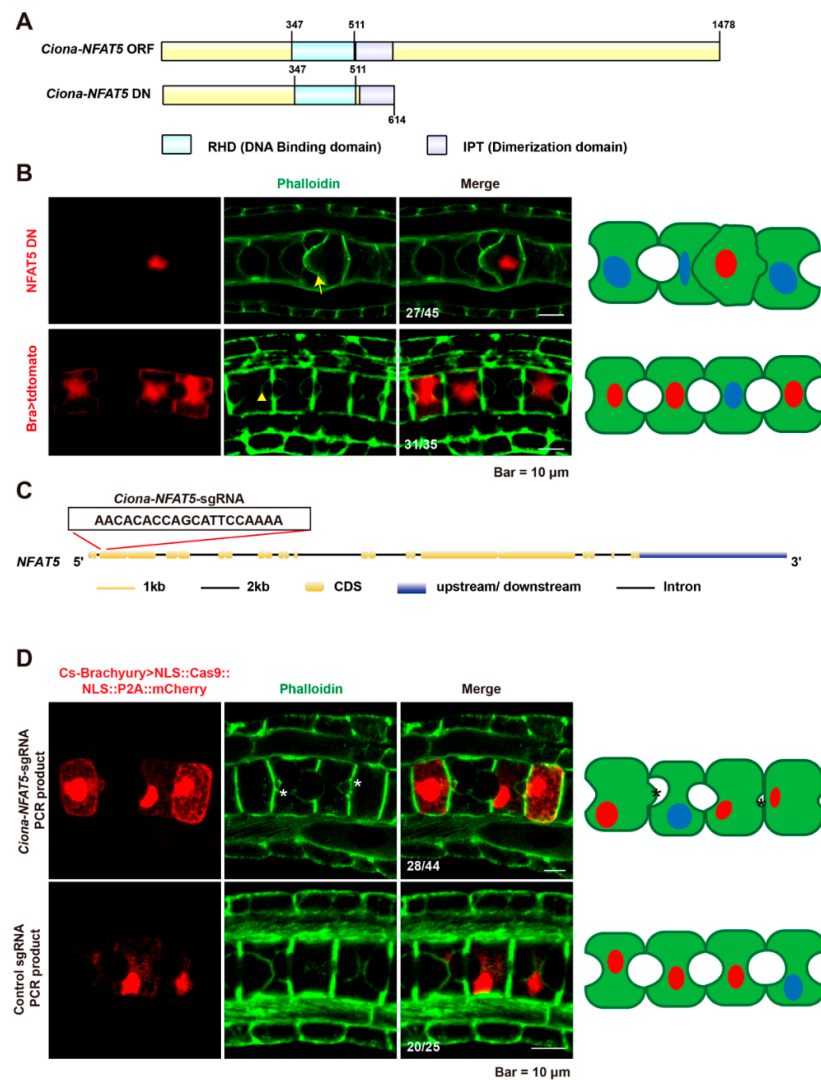 A
347 511 1478
Ciona-NFAT5 ORF
347 511
Ciona-NFAT5 DN
614
RHD (DNA Binding domain) IPT (Dimerization domain)
B
Phalloidin Merge
NFAT5 DN
27/45
Bra>tdtomato
31/35
Bar = 10 µm
C
Ciona-NFAT5-sgRNA
AACACACCAGCATTCCAAAA
NFAT5 5' 3'
1kb 2kb CDS upstream/ downstream Intron
D
Cs-Brachyury>NLS::Cas9::
NLS::P2A::mCherry
Phalloidin Merge
Ciona-NFAT5-sgRNA
PCR product
* *
* *
28/44
Control sgRNA
PCR product
20/25
Bar = 10 µm